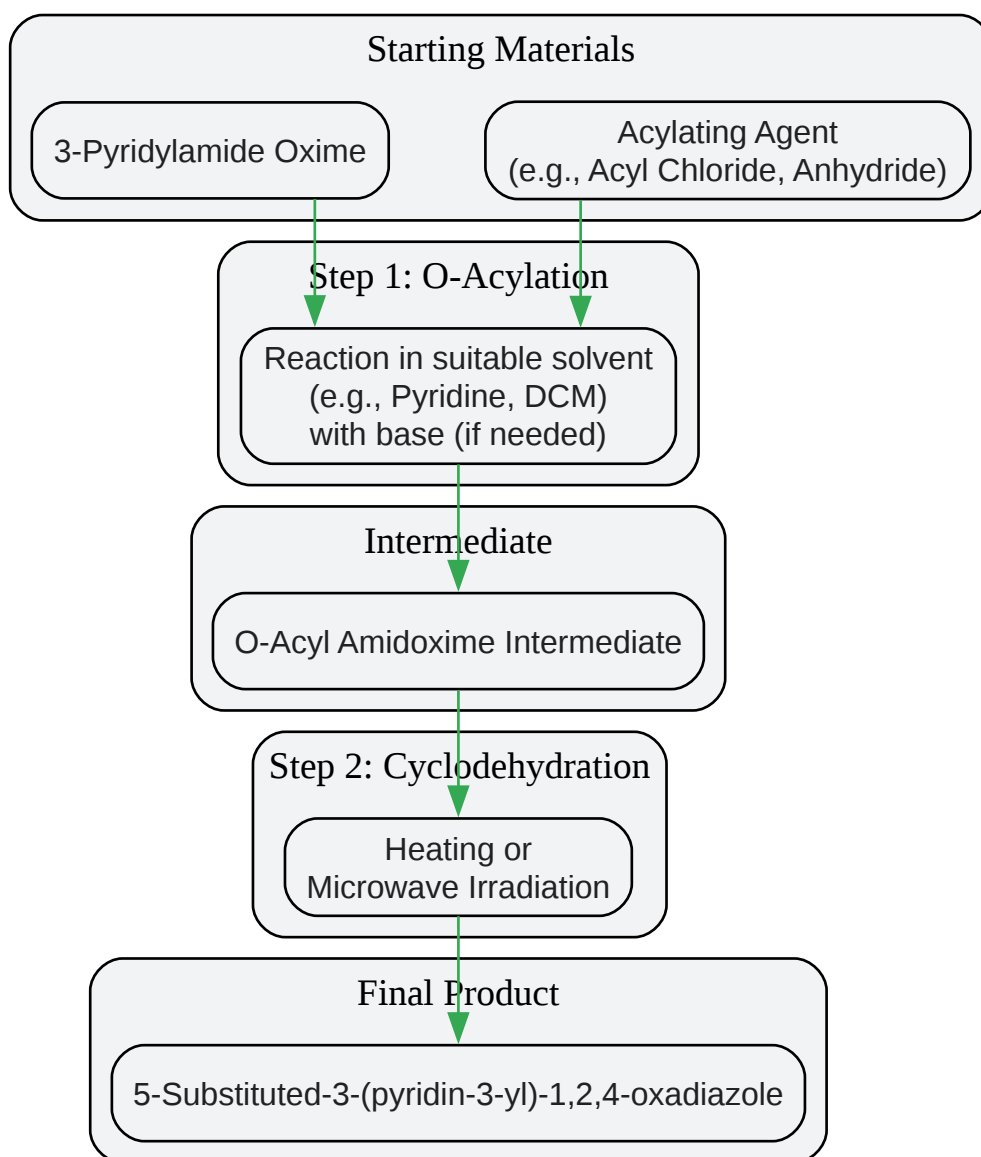 Starting Materials
3-Pyridylamide Oxime
Acylating Agent
(e.g., Acyl Chloride, Anhydride)
Step 1: O-Acylation
Reaction in suitable solvent
(e.g., Pyridine, DCM)
with base (if needed)
Intermediate
O-Acyl Amidoxime Intermediate
Step 2: Cyclodehydration
Heating or
Microwave Irradiation
Final Product
5-Substituted-3-(pyridin-3-yl)-1,2,4-oxadiazole